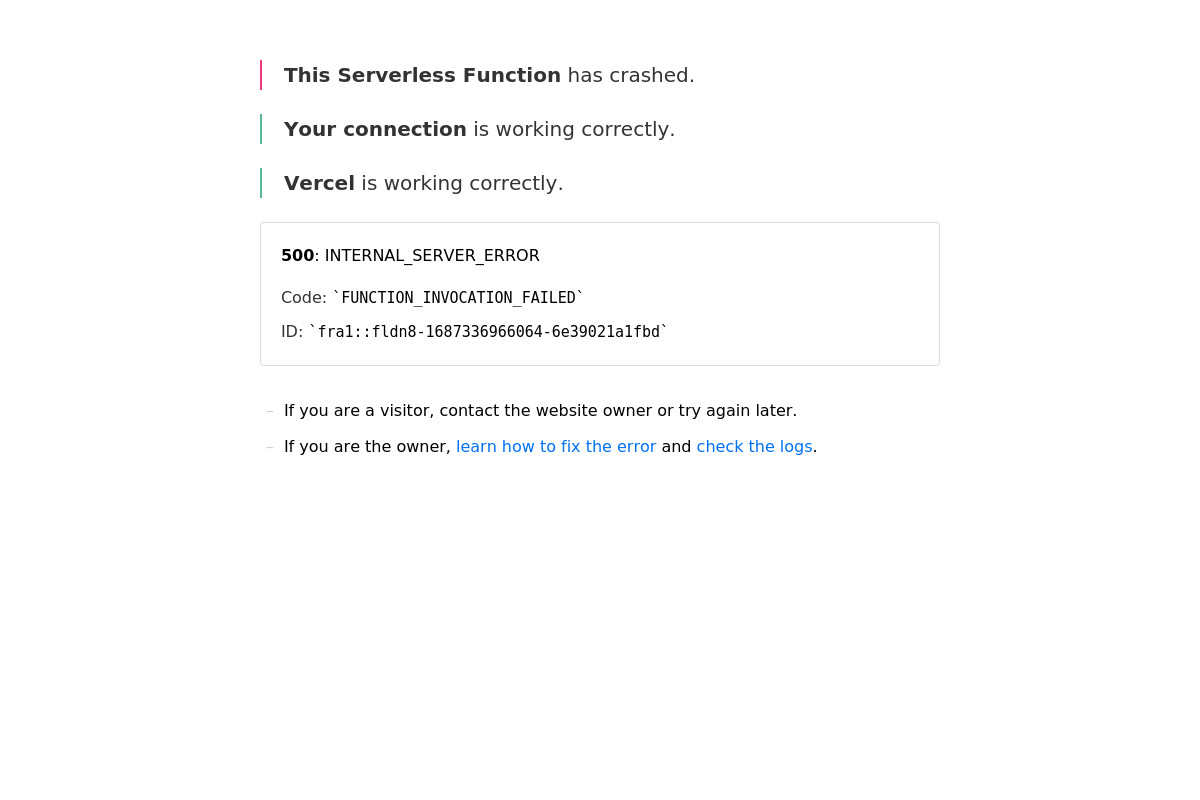 This Serverless Function has crashed.
Your connection is working correctly.
Vercel is working correctly.
500: INTERNAL_SERVER_ERROR
Code: `FUNCTION_INVOCATION_FAILED`
ID: `fra1::fldn8-1687336966064-6e39021a1fbd`
– If you are a visitor, contact the website owner or try again later.
– If you are the owner, learn how to fix the error and check the logs.